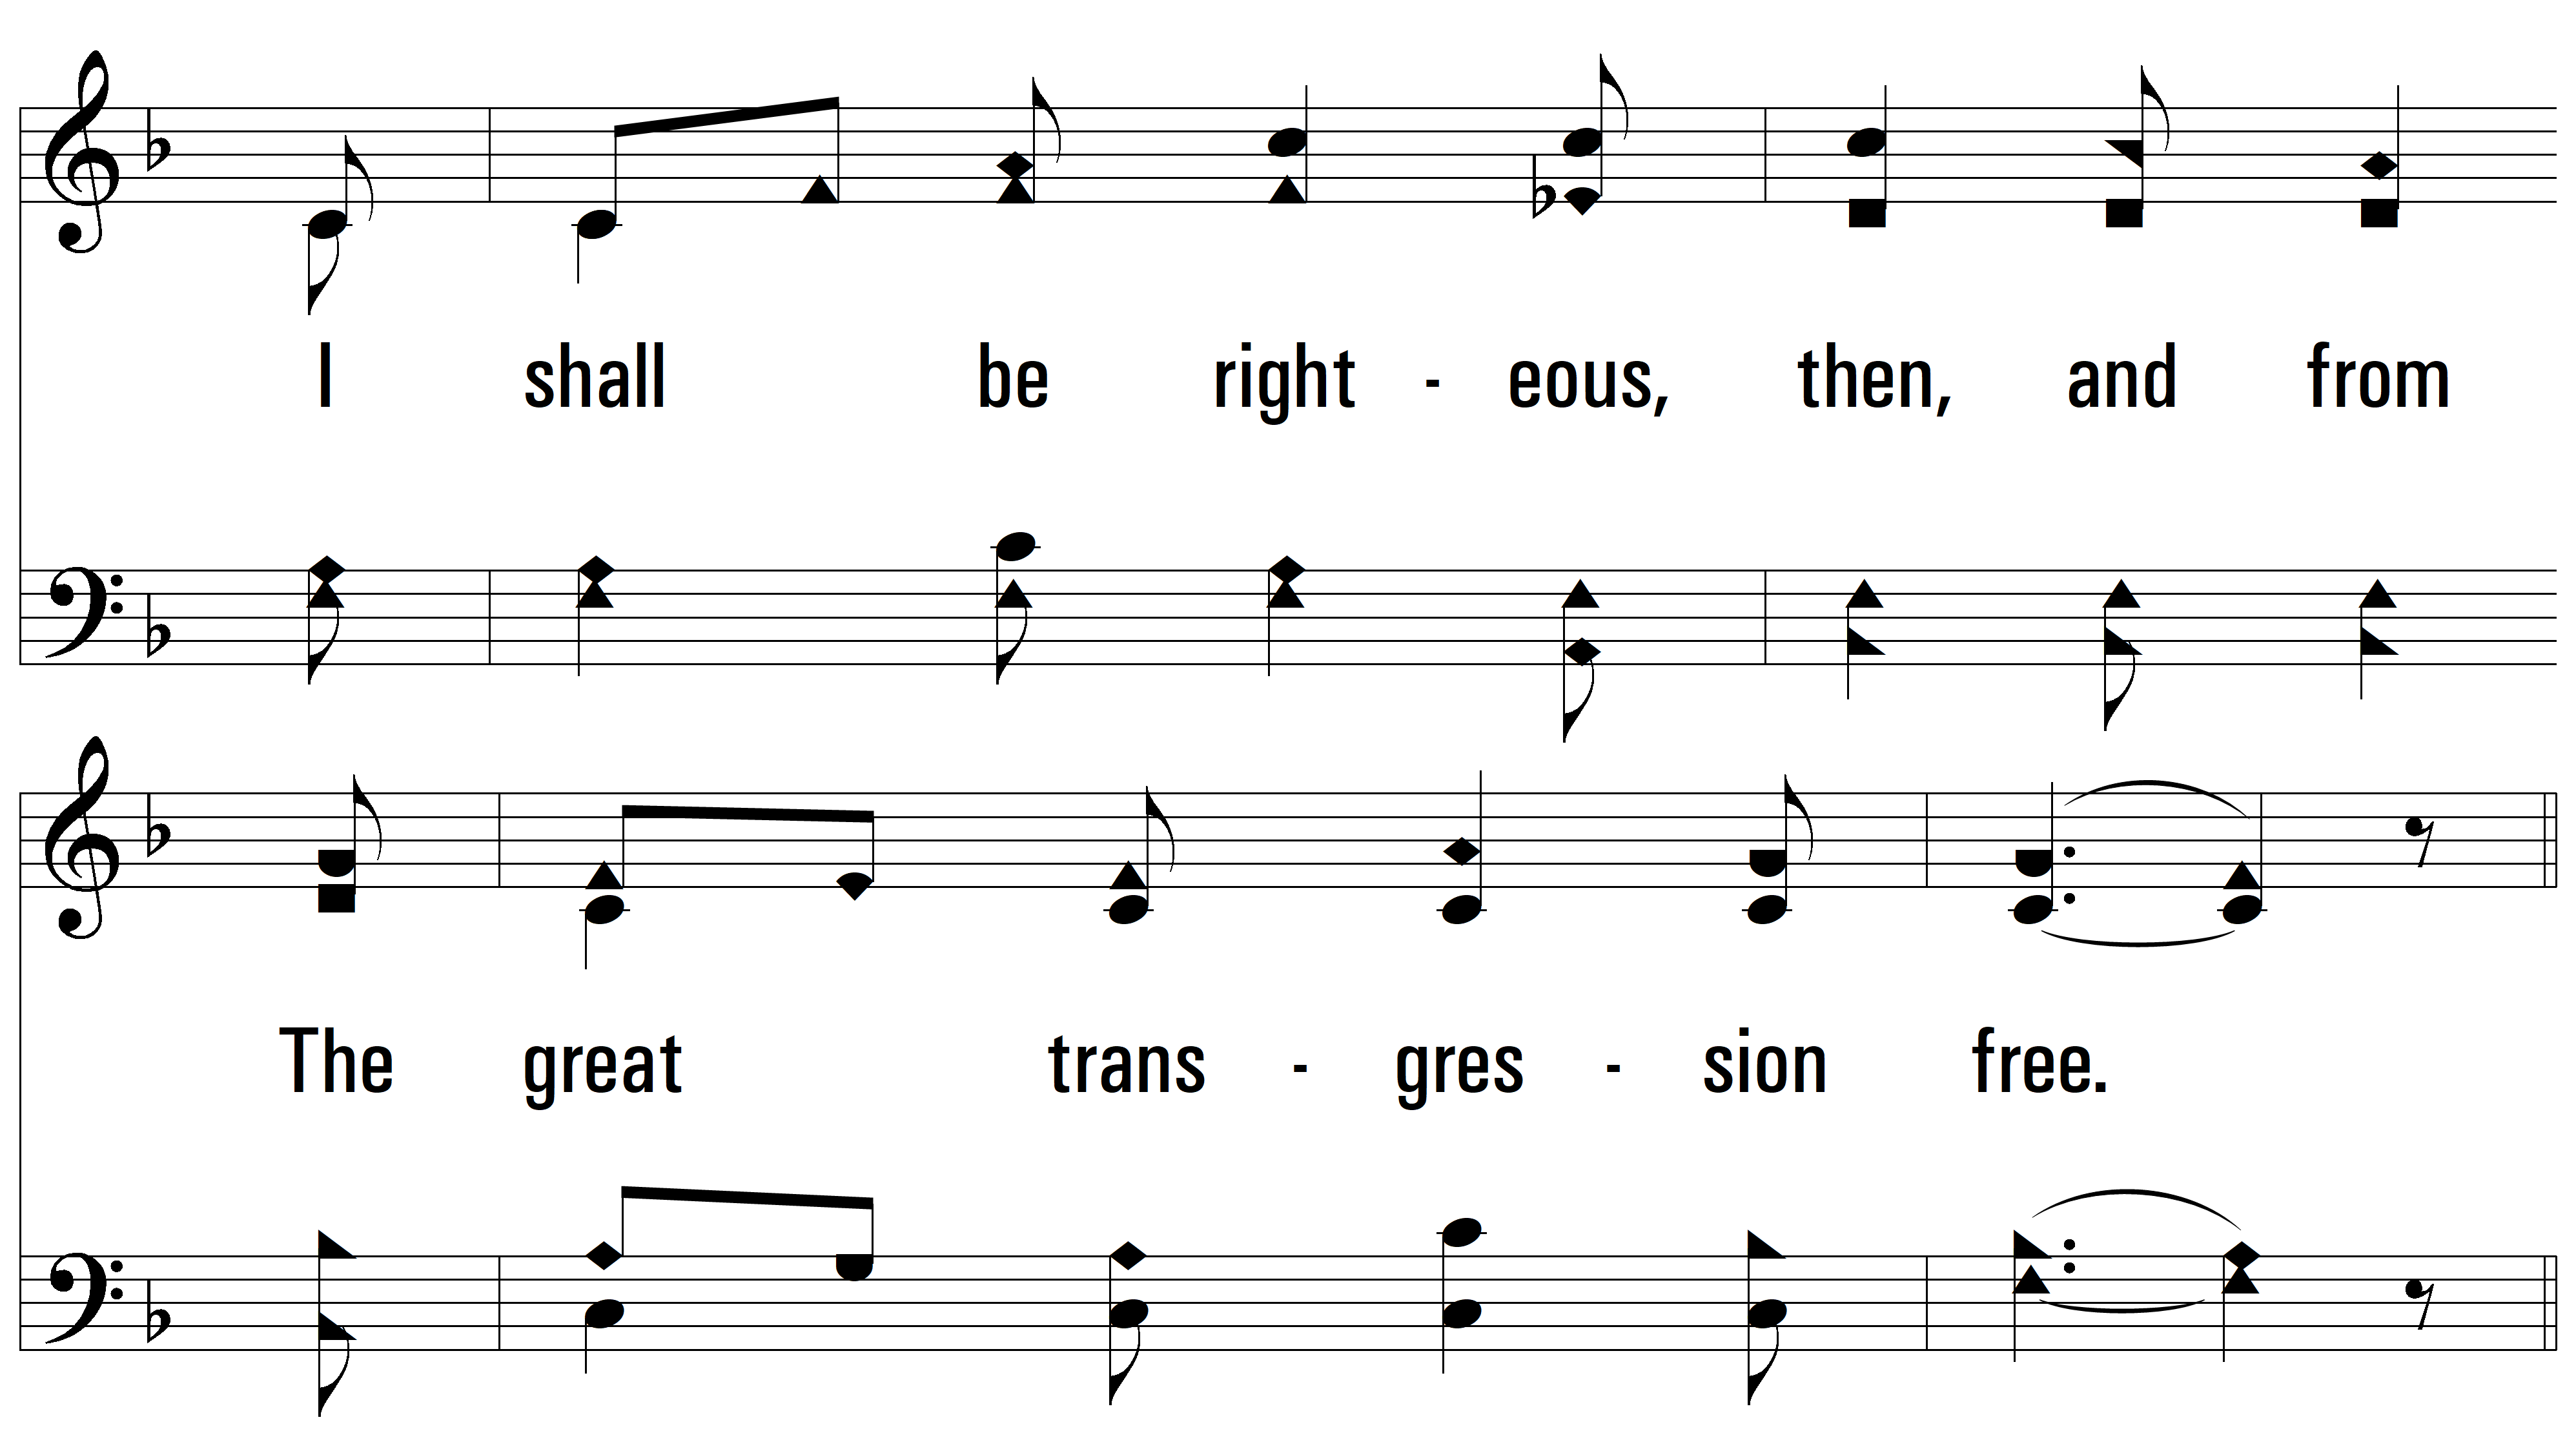 I shall be right - eous, then, and from
The great trans - gres - sion free.